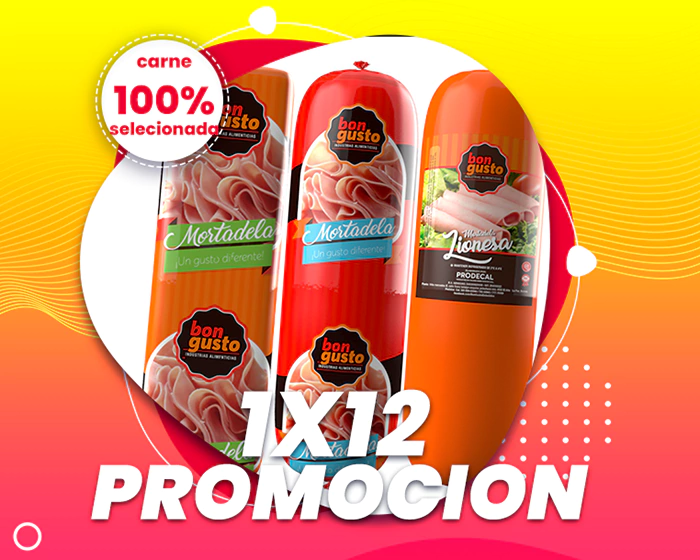 carne
100%
selecionada
bon
gusto
INDUSTRIAS ALIMENTICIAS
Mortadela
¡Un gusto diferente!
bon
gusto
INDUSTRIAS ALIMENTICIAS
bon
gusto
INDUSTRIAS ALIMENTICIAS
Mortadela
¡Un gusto diferente!
bon
gusto
INDUSTRIAS ALIMENTICIAS
Mortadela
bon
gusto
Mortadela
Lionesa
PRODECAL
1X12
PROMOCION